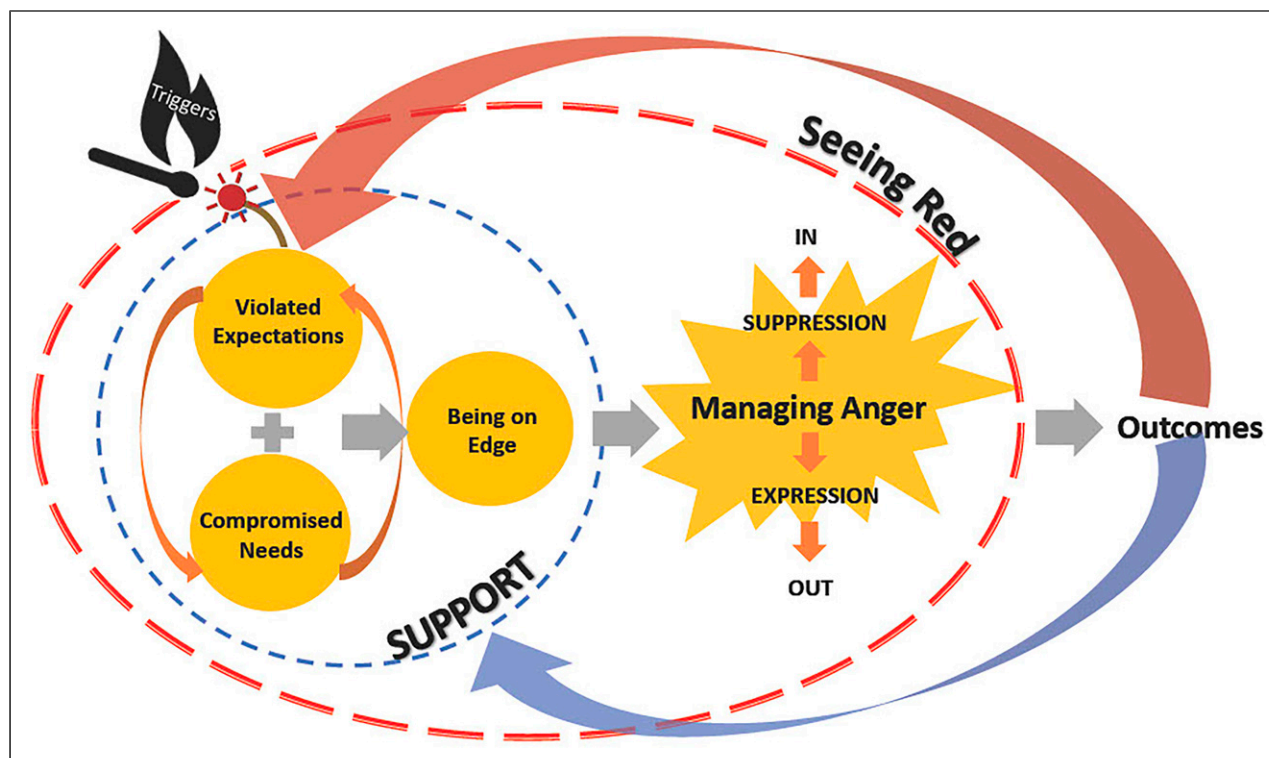 Triggers
Seeing Red
Violated
Expectations
Compromised
Needs
Being on
Edge
SUPPORT
IN
SUPPRESSION
Managing Anger
EXPRESSION
OUT
Outcomes